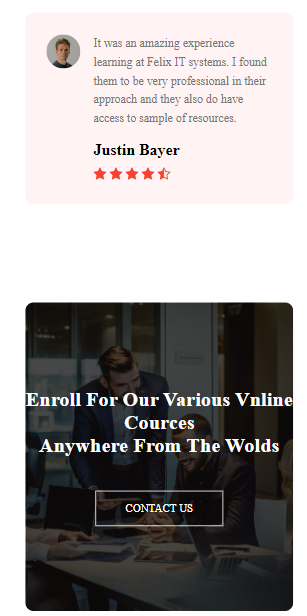 It was an amazing experience
learning at Felix IT systems. I found
them to be very professional in their
approach and they also do have
access to sample of resources.
Justin Bayer
Enroll For Our Various Vnline
Cources
Anywhere From The Wolds
CONTACT US